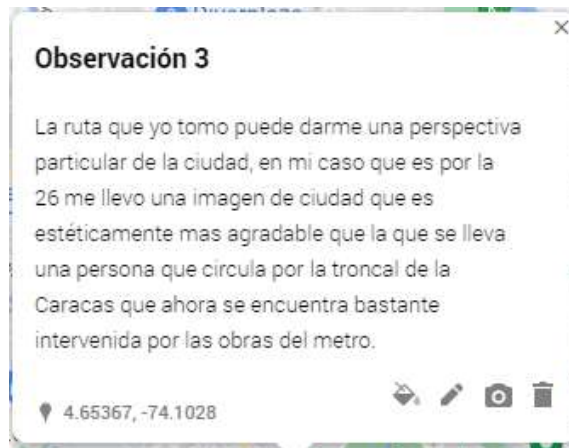 Observación 3
La ruta que yo tomo puede darme una perspectiva
particular de la ciudad, en mi caso que es por la
26 me llevo una imagen de ciudad que es
estéticamente mas agradable que la que se lleva
una persona que circula por la troncal de la
Caracas que ahora se encuentra bastante
intervenida por las obras del metro.
4.65367, -74.1028